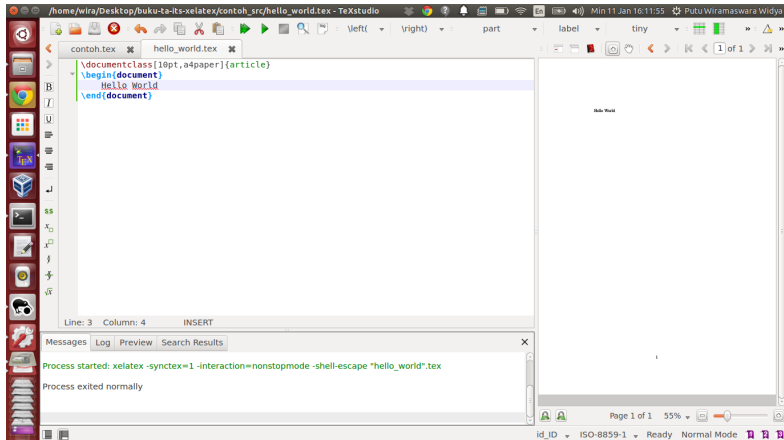 /home/wira/Desktop/buku-ta-its-xelatex/contoh_src/hello_world.tex - TeXstudio En Min 11 Jan 16:11:55 Putu Wiramaswara Widya
\left( \right) part label tiny
contoh.tex hello_world.tex 1 of 1
\documentclass[10pt,a4paper]{article}
\begin{document}
Hello World
\end{document}
Hello World
1
Line: 3 Column: 4 INSERT
Messages Log Preview Search Results
Process started: xelatex -synctex=1 -interaction=nonstopmode -shell-escape "hello_world".tex
Process exited normally
Page 1 of 1 55%
id_ID ISO-8859-1 Ready Normal Mode